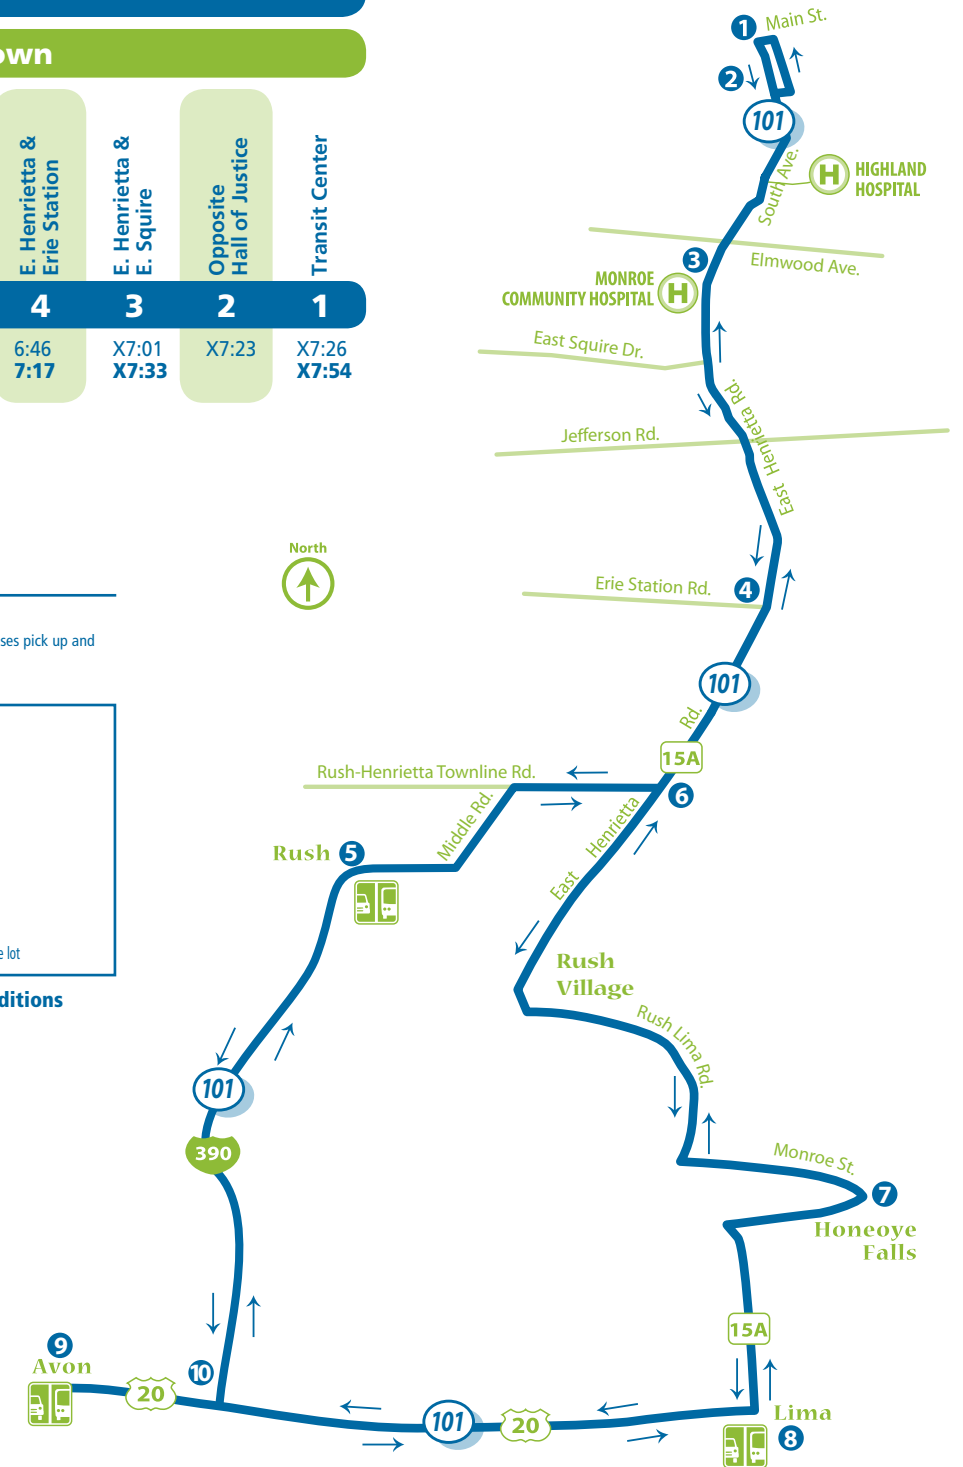 own
E. Henrietta &
Erie Station
E. Henrietta &
E. Squire
Opposite
Hall of Justice
Transit Center
4 3 2 1
6:46 X7:01 X7:23 X7:26
7:17 X7:33 X7:54
ses pick up and
e lot
ditions
North
1 Main St.
2
101
South Ave.
H HIGHLAND
HOSPITAL
3
Elmwood Ave.
MONROE
COMMUNITY HOSPITAL H
East Squire Dr.
East Henrietta Rd.
Jefferson Rd.
Erie Station Rd. 4
101
15A
Rush-Henrietta Townline Rd.
6
Middle Rd.
East Henrietta Rd.
Rush 5
Rush
Village
Rush Lima Rd.
101
390
Monroe St.
7
Honeoye
Falls
15A
9
Avon
10
20
101
20
Lima
8